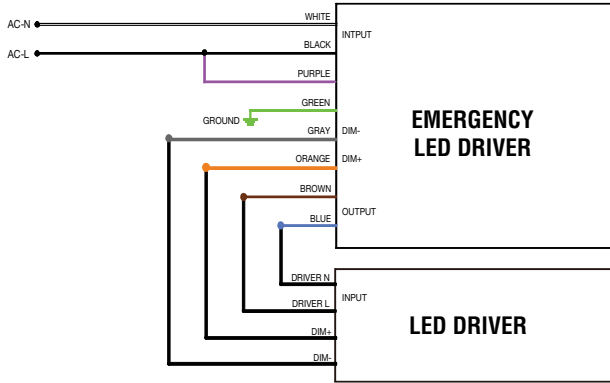 WHITE
AC-N
INTPUT
BLACK
AC-L
PURPLE
GREEN
GROUND
GRAY
DIM-
ORANGE
DIM+
BROWN
OUTPUT
BLUE
EMERGENCY
LED DRIVER
DRIVER N
INPUT
DRIVER L
DIM+
DIM-
LED DRIVER